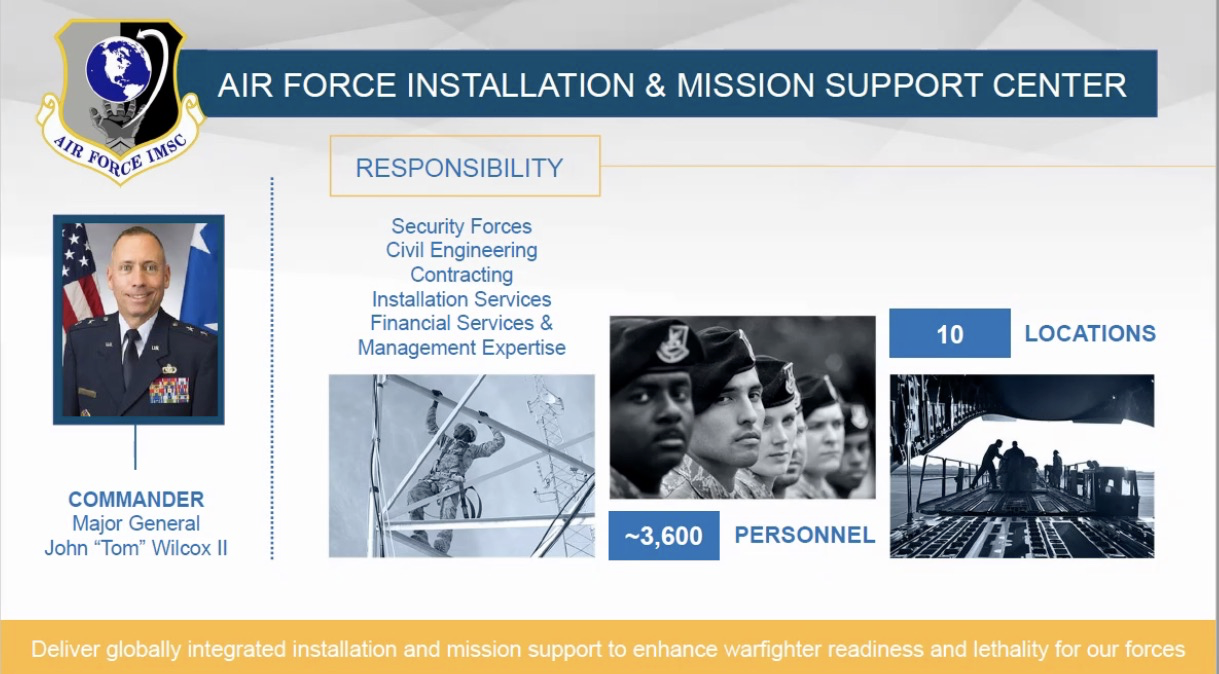 AIR FORCE IMSC
AIR FORCE INSTALLATION & MISSION SUPPORT CENTER
RESPONSIBILITY
Security Forces
Civil Engineering
Contracting
Installation Services
Financial Services &
Management Expertise
COMMANDER
Major General
John “Tom” Wilcox II
~3,600 PERSONNEL
10 LOCATIONS
Deliver globally integrated installation and mission support to enhance warfighter readiness and lethality for our forces